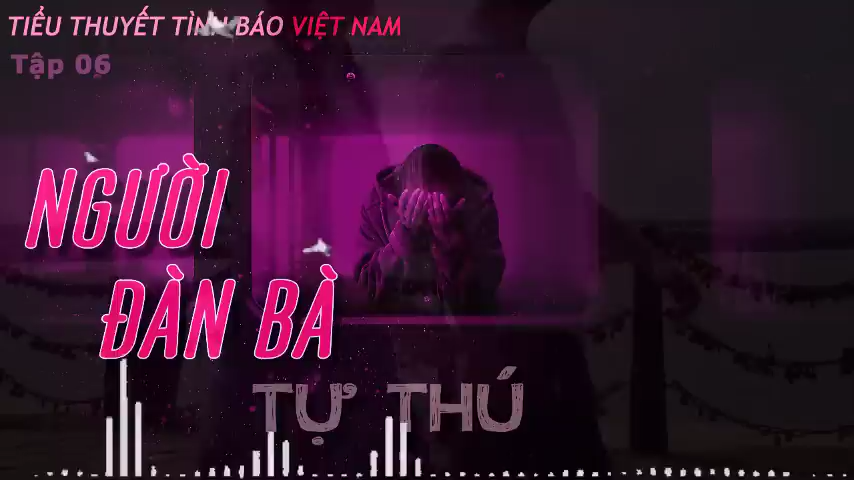 TIỂU THUYẾT TÌNH BÁO VIỆT NAM
Tập 06
NGƯỜI
ĐÀN BÀ
TỰ THÚ